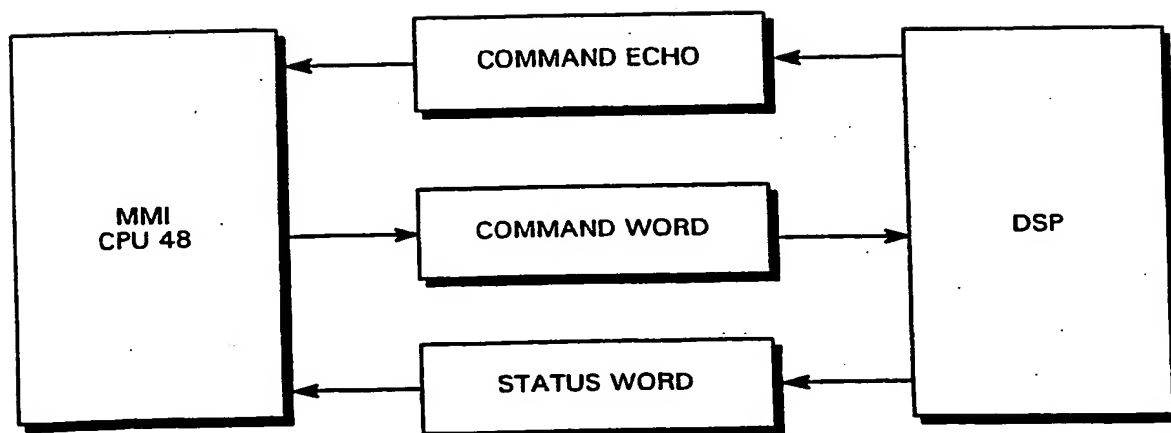 COMMAND ECHO
MMI
CPU 48
COMMAND WORD
DSP
STATUS WORD